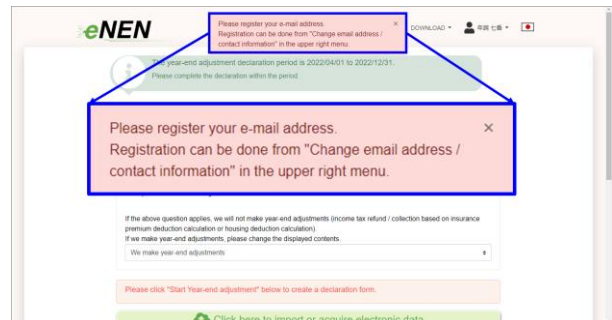 eNEN
Please register your e-mail address. ×
Registration can be done from "Change email address /
contact information" in the upper right menu.
DOWNLOAD
年調 七番
The year-end adjustment declaration period is 2022/04/01 to 2022/12/31.
Please complete the declaration within the period.
Please register your e-mail address. ×
Registration can be done from "Change email address /
contact information" in the upper right menu.
If the above question applies, we will not make year-end adjustments (income tax refund / collection based on insurance
premium deduction calculation or housing deduction calculation).
If we make year-end adjustments, please change the displayed contents.
We make year-end adjustments
Please click "Start Year-end adjustment" below to create a declaration form.
Click here to import or acquire electronic data